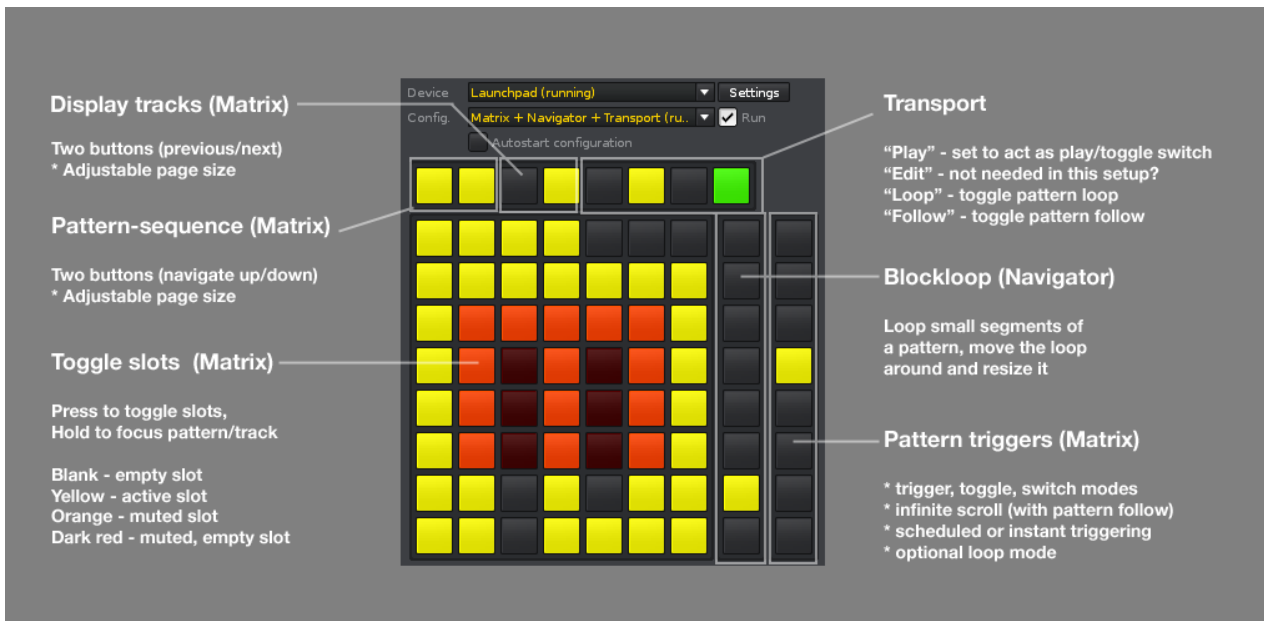 Display tracks (Matrix)
Two buttons (previous/next)
* Adjustable page size
Pattern-sequence (Matrix)
Two buttons (navigate up/down)
* Adjustable page size
Toggle slots (Matrix)
Press to toggle slots,
Hold to focus pattern/track
Blank - empty slot
Yellow - active slot
Orange - muted slot
Dark red - muted, empty slot
Device Launchpad (running) Settings
Config. Matrix + Navigator + Transport (ru.. Run
Autostart configuration
Transport
“Play” - set to act as play/toggle switch
“Edit” - not needed in this setup?
“Loop” - toggle pattern loop
“Follow” - toggle pattern follow
Blockloop (Navigator)
Loop small segments of
a pattern, move the loop
around and resize it
Pattern triggers (Matrix)
* trigger, toggle, switch modes
* infinite scroll (with pattern follow)
* scheduled or instant triggering
* optional loop mode